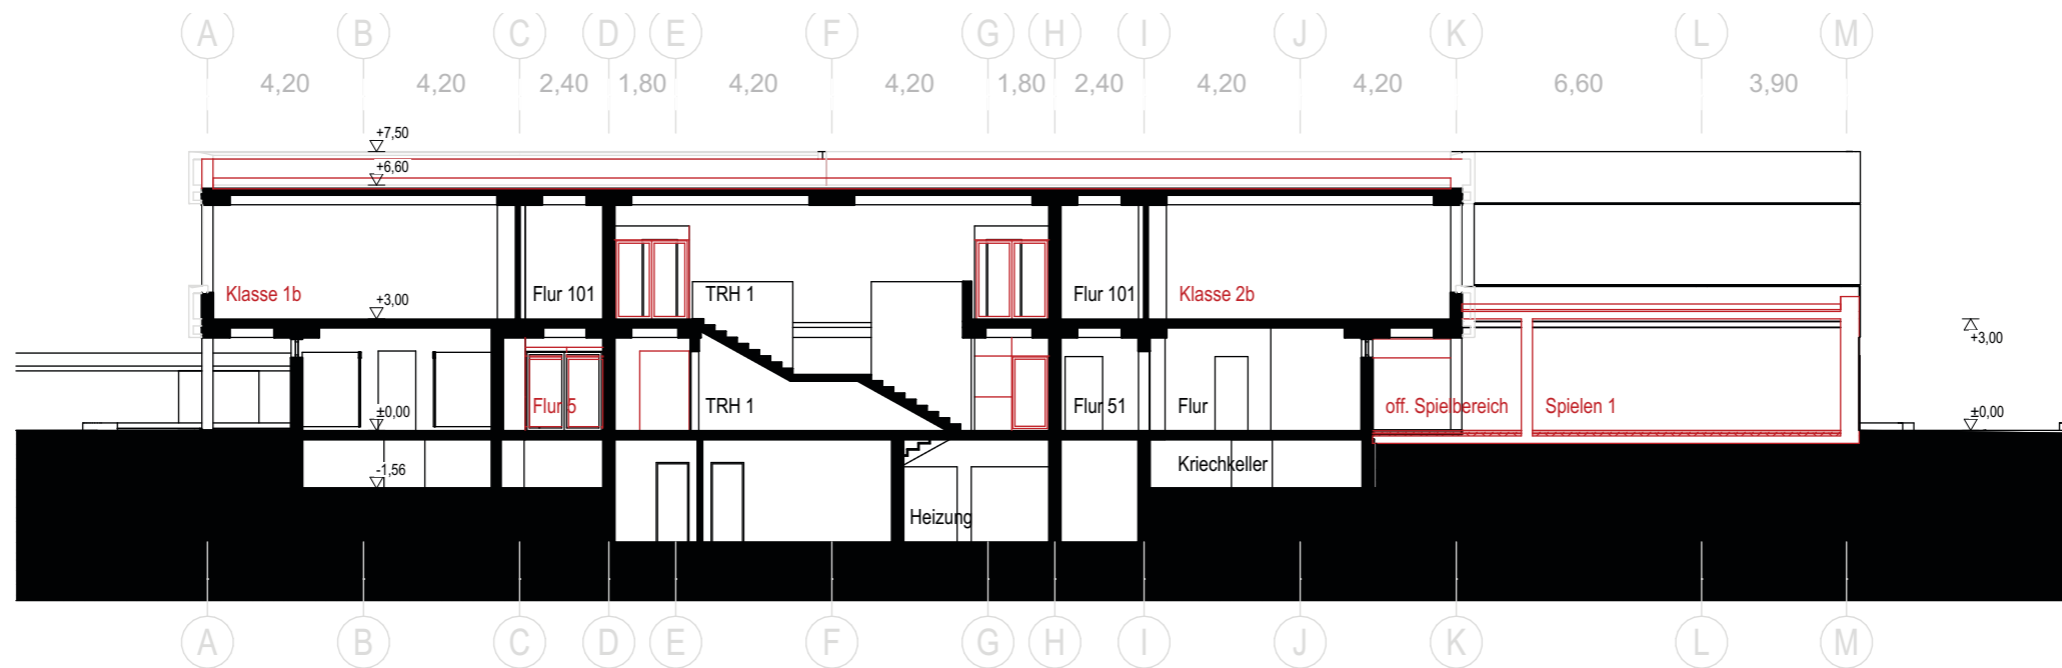 A B C D E F G H I J K L M
4,20 4,20 2,40 1,80 4,20 4,20 1,80 2,40 4,20 4,20 6,60 3,90
+7,50
+6,60
Klasse 1b Flur 101 TRH 1 Flur 101 Klasse 2b
+3,00
+3,00
Flur 5 TRH 1 Flur 51 Flur off. Spielbereich Spielen 1
±0,00 ±0,00
-1,56
Kriechkeller
Heizung
A B C D E F G H I J K L M